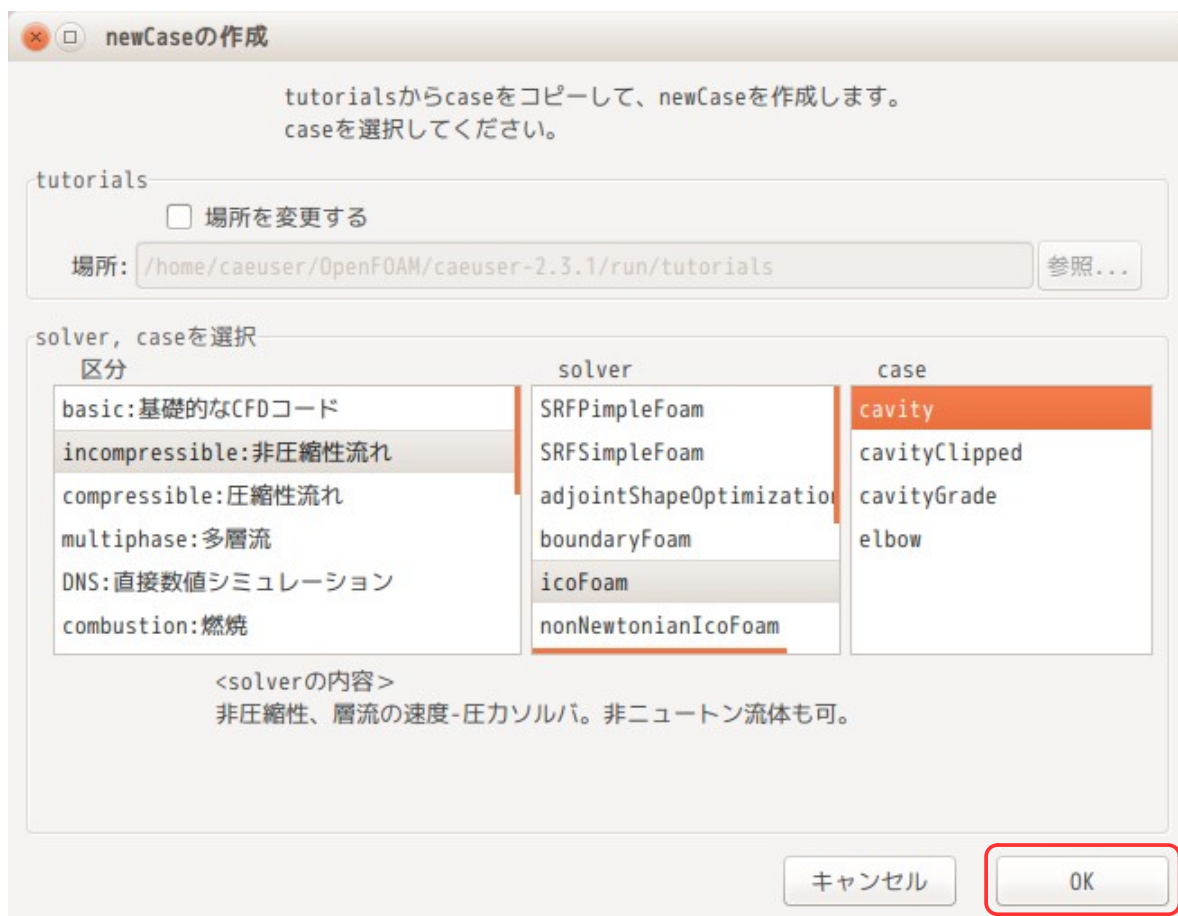 newCaseの作成
tutorialsからcaseをコピーして、newCaseを作成します。
caseを選択してください。
tutorials
場所を変更する
場所: /home/caeuser/OpenFOAM/caeuser-2.3.1/run/tutorials 参照...
solver, caseを選択
区分 solver case
basic:基礎的なCFDコード SRFPimpleFoam cavity
incompressible:非圧縮性流れ SRFSimpleFoam cavityClipped
compressible:圧縮性流れ adjointShapeOptimization cavityGrade
multiphase:多層流 boundaryFoam elbow
DNS:直接数値シミュレーション icoFoam
combustion:燃焼 nonNewtonianIcoFoam
<solverの内容>
非圧縮性、層流の速度-圧力ソルバ。非ニュートン流体も可。
キャンセル OK